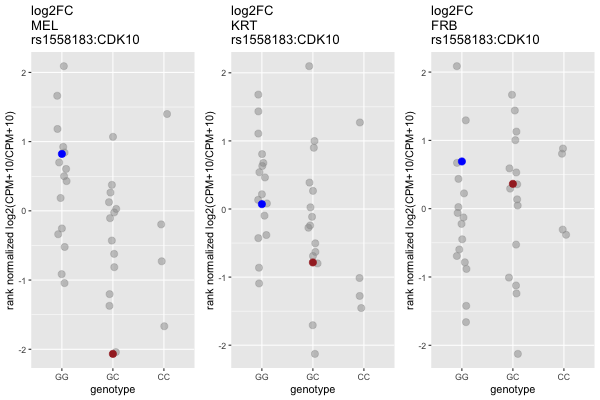 log2FC
MEL
rs1558183:CDK10
rank normalized log2(CPM+10/CPM+10)
2
1
0
-1
-2
GG
GC
CC
genotype
log2FC
KRT
rs1558183:CDK10
rank normalized log2(CPM+10/CPM+10)
2
1
0
-1
-2
GG
GC
CC
genotype
log2FC
FRB
rs1558183:CDK10
rank normalized log2(CPM+10/CPM+10)
2
1
0
-1
-2
GG
GC
CC
genotype